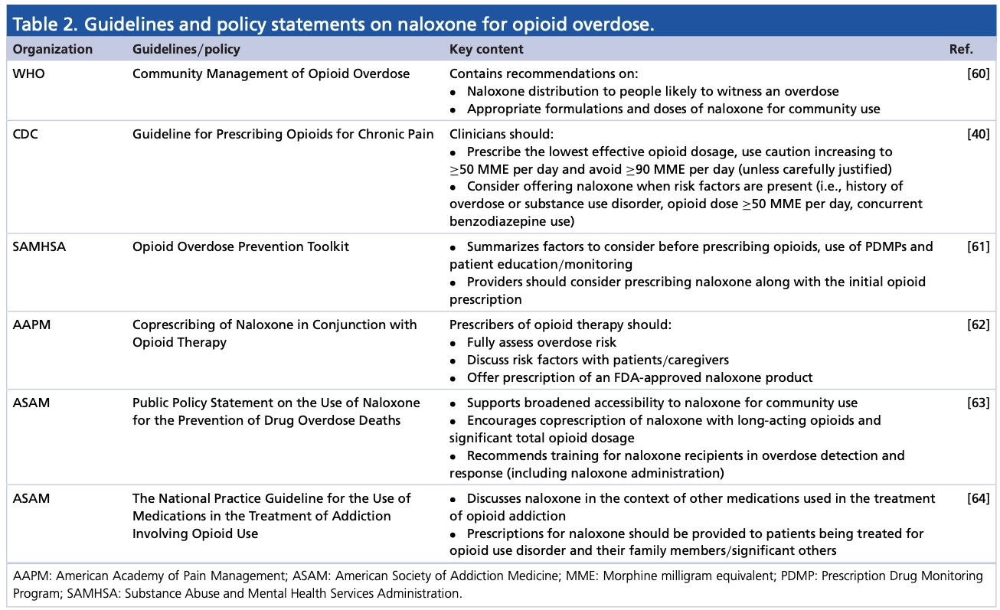 Table 2. Guidelines and policy statements on naloxone for opioid overdose.
Organization Guidelines/policy Key content Ref.
WHO Community Management of Opioid Overdose Contains recommendations on: [60]
• Naloxone distribution to people likely to witness an overdose
• Appropriate formulations and doses of naloxone for community use
CDC Guideline for Prescribing Opioids for Chronic Pain Clinicians should: [40]
• Prescribe the lowest effective opioid dosage, use caution increasing to
≥50 MME per day and avoid ≥90 MME per day (unless carefully justified)
• Consider offering naloxone when risk factors are present (i.e., history of
overdose or substance use disorder, opioid dose ≥50 MME per day, concurrent
benzodiazepine use)
SAMHSA Opioid Overdose Prevention Toolkit • Summarizes factors to consider before prescribing opioids, use of PDMPs and [61]
patient education/monitoring
• Providers should consider prescribing naloxone along with the initial opioid
prescription
AAPM Coprescribing of Naloxone in Conjunction with Prescribers of opioid therapy should: [62]
Opioid Therapy • Fully assess overdose risk
• Discuss risk factors with patients/caregivers
• Offer prescription of an FDA-approved naloxone product
ASAM Public Policy Statement on the Use of Naloxone • Supports broadened accessibility to naloxone for community use [63]
for the Prevention of Drug Overdose Deaths • Encourages coprescription of naloxone with long-acting opioids and
significant total opioid dosage
• Recommends training for naloxone recipients in overdose detection and
response (including naloxone administration)
ASAM The National Practice Guideline for the Use of • Discusses naloxone in the context of other medications used in the treatment [64]
Medications in the Treatment of Addiction of opioid addiction
Involving Opioid Use • Prescriptions for naloxone should be provided to patients being treated for
opioid use disorder and their family members/significant others
AAPM: American Academy of Pain Management; ASAM: American Society of Addiction Medicine; MME: Morphine milligram equivalent; PDMP: Prescription Drug Monitoring
Program; SAMHSA: Substance Abuse and Mental Health Services Administration.